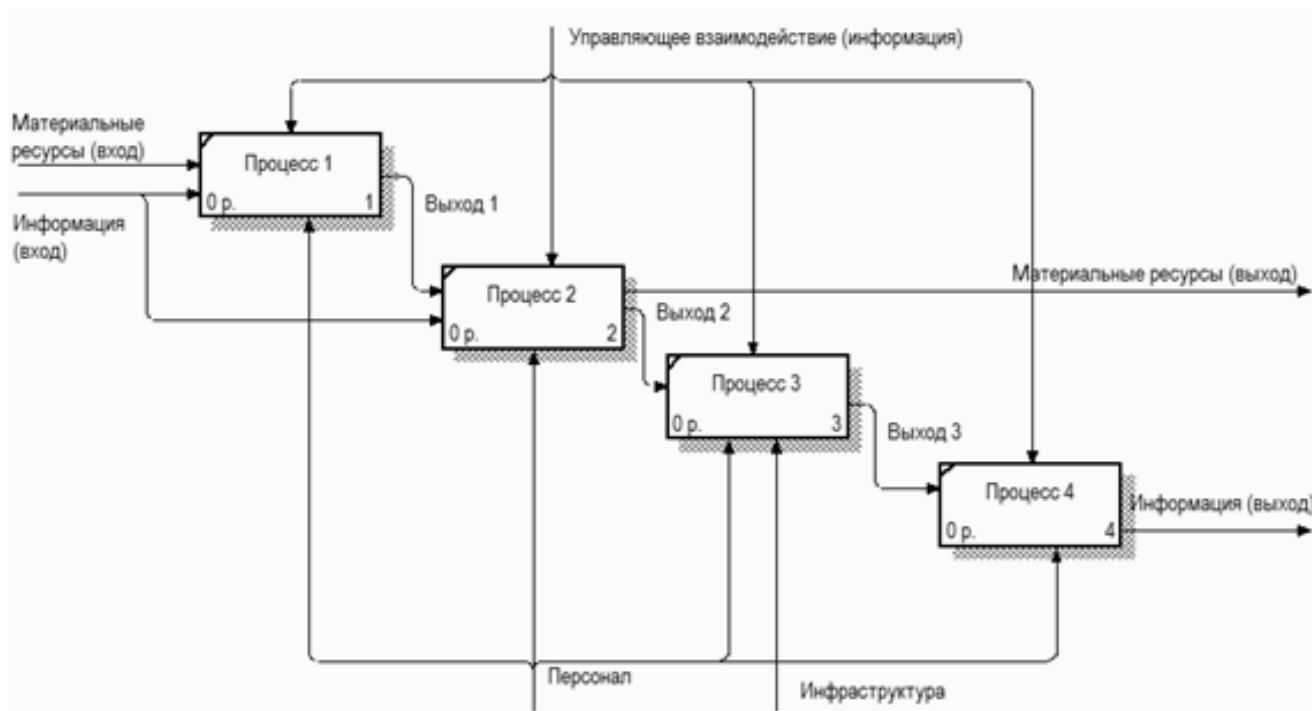 Управляющее взаимодействие (информация)
Материальные
ресурсы (вход)
Процесс 1
0 р.
1
Информация
(вход)
Выход 1
Процесс 2
0 р.
2
Материальные ресурсы (выход)
Выход 2
Процесс 3
0 р.
3
Выход 3
Процесс 4
0 р.
4
Информация (выход)
Персонал
Инфраструктура